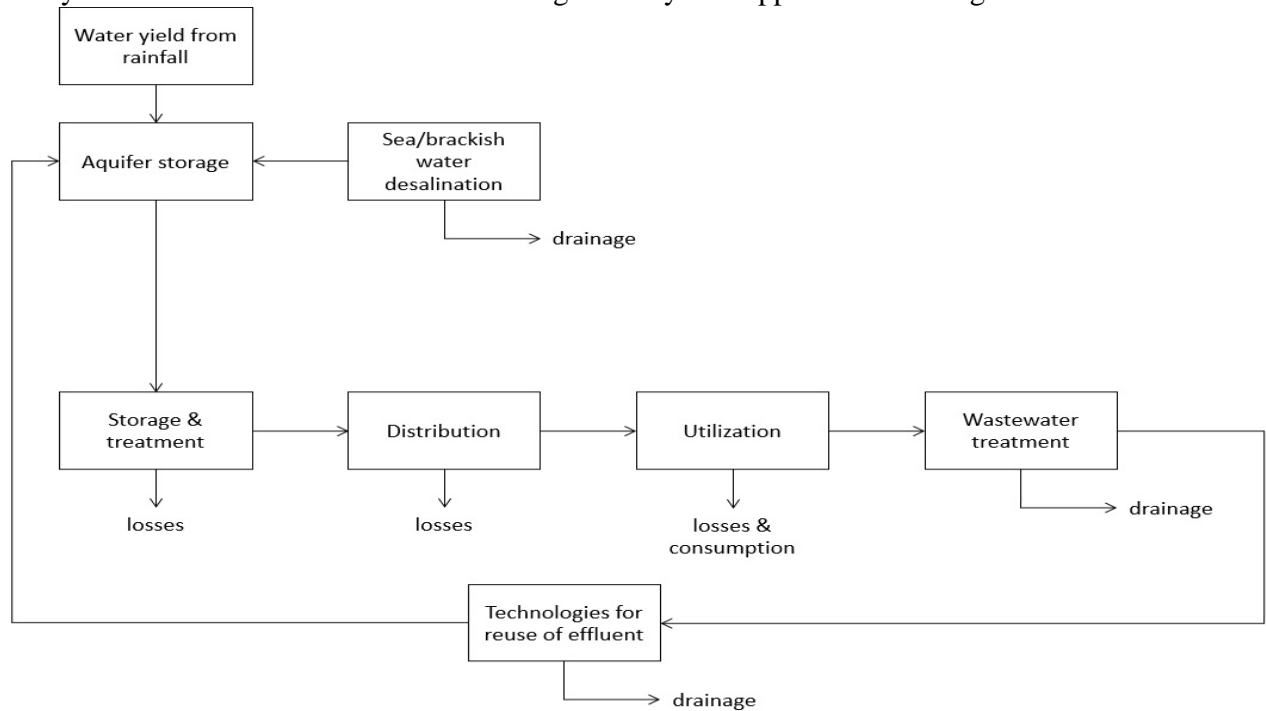 Water yield from
rainfall
Aquifer storage
Sea/brackish
water
desalination
drainage
Storage &
treatment
Distribution
Utilization
Wastewater
treatment
losses
losses
losses &
consumption
drainage
Technologies for
reuse of effluent
drainage